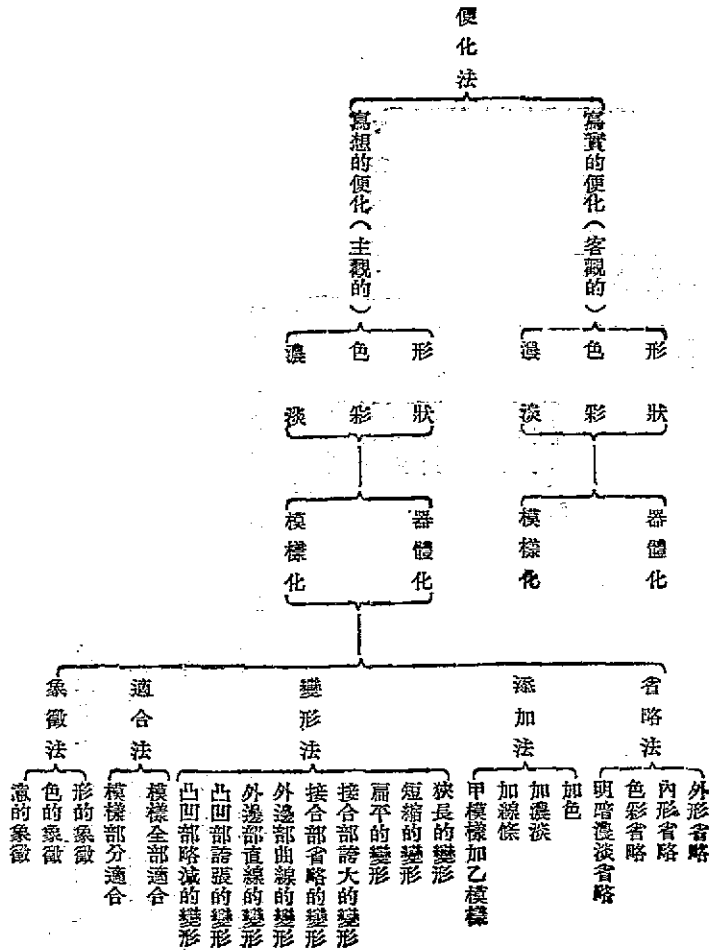 便化法
寫實的便化(客觀的)
形狀
色彩
濃淡
器體化
模樣化
寫想的便化(主觀的)
形狀
色彩
濃淡
器體化
模樣化
省略法
外形省略
內形省略
色彩省略
明暗濃淡省略
添加法
加色
加濃淡
加線條
甲模樣加乙模樣
變形法
狹長的變形
短縮的變形
扁平的變形
接合部誇大的變形
接合部省略的變形
外邊部曲線的變形
外邊部直線的變形
凸凹部誇張的變形
凸凹部略減的變形
適合法
模樣全部適合
模樣部分適合
象徵法
形的象徵
色的象徵
意的象徵